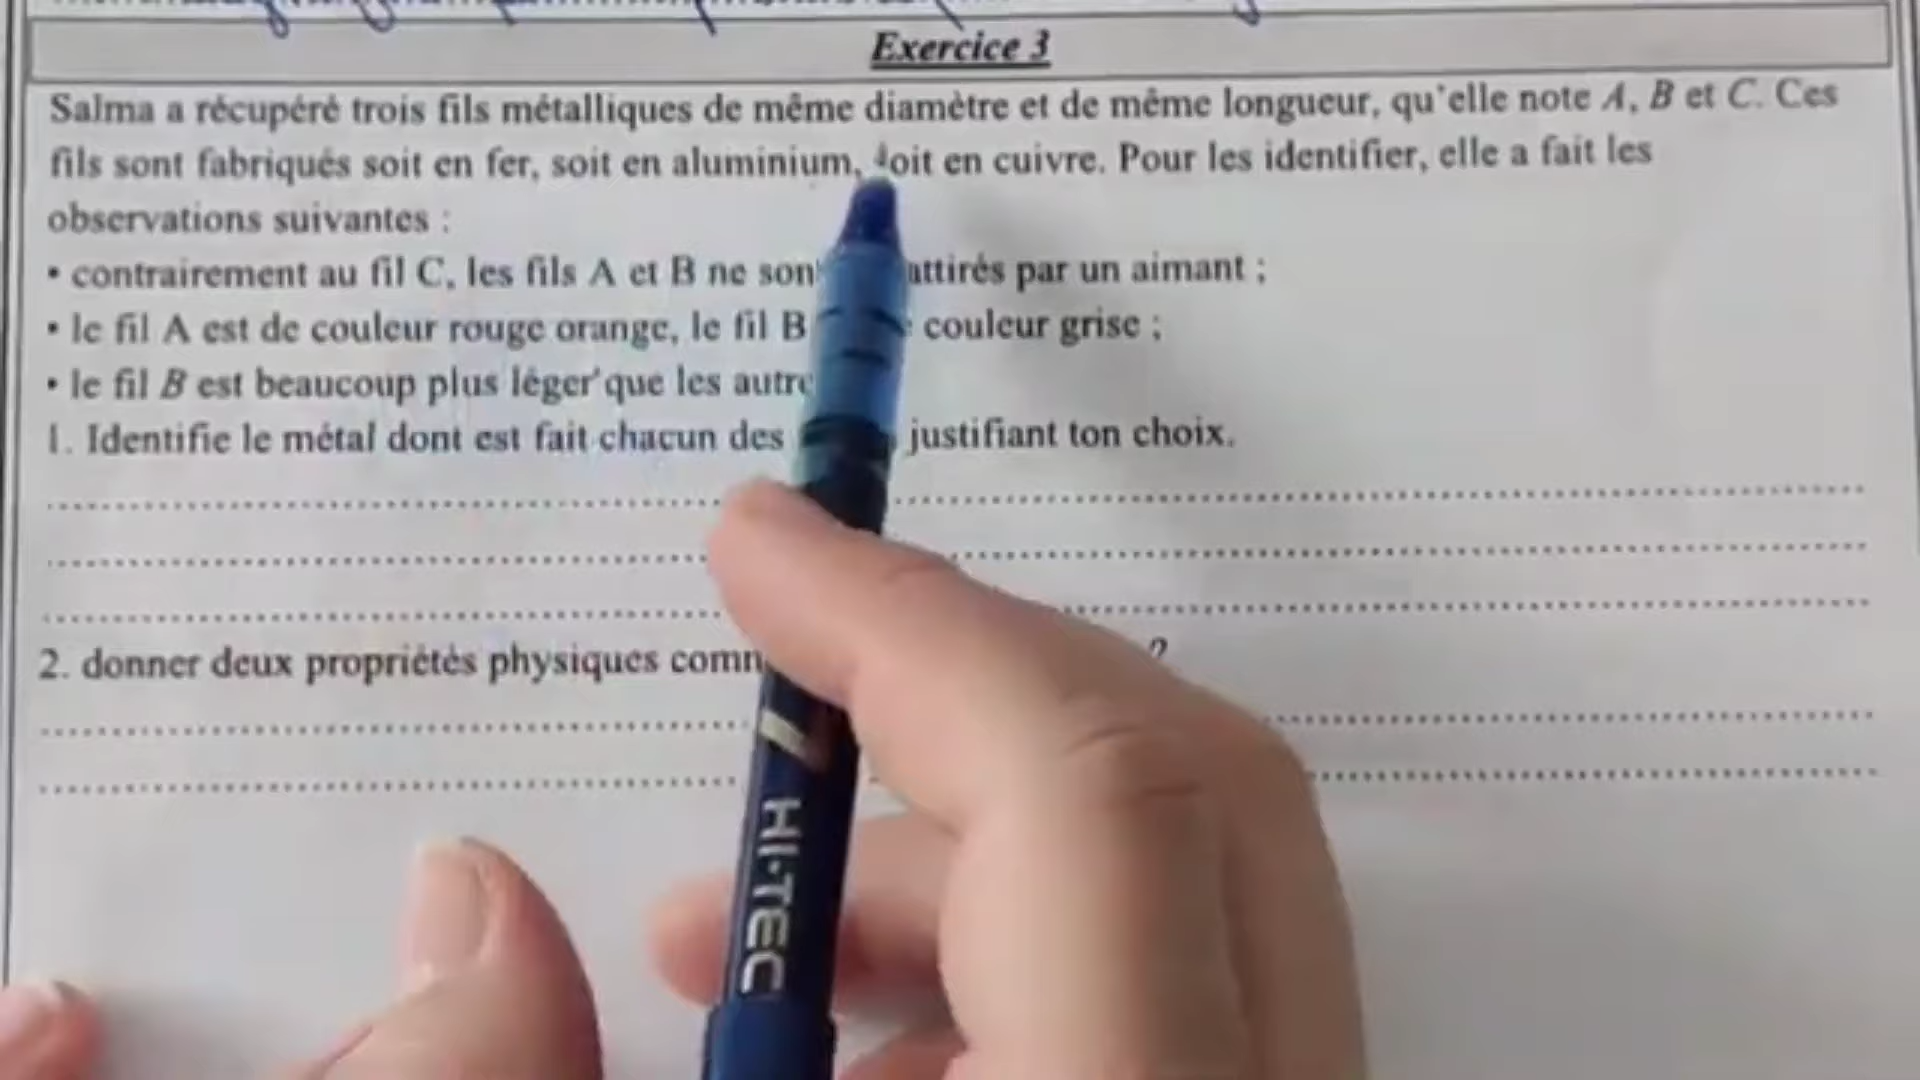 Exercice 3
Salma a récupéré trois fils métalliques de même diamètre et de même longueur, qu'elle note A, B et C. Ces
fils sont fabriqués soit en fer, soit en aluminium, soit en cuivre. Pour les identifier, elle a fait les
observations suivantes :
• contrairement au fil C, les fils A et B ne attirés par un aimant ;
• le fil A est de couleur rouge orange, le fil B couleur grise ;
• le fil B est beaucoup plus léger que les
1. Identifie le métal dont est fait chacun des justifiant ton choix.
2. donner deux propriétés physiques ?
HI-TEC